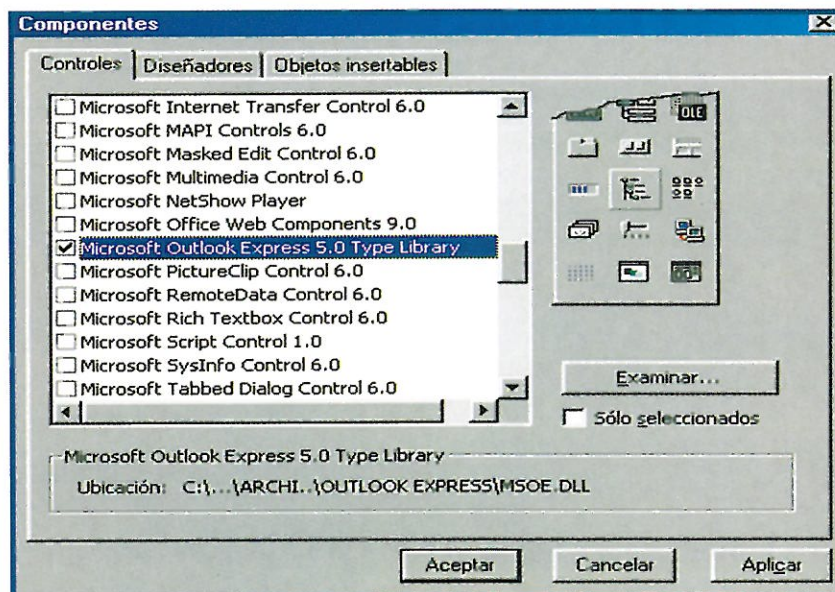 Componentes
Controles
Diseñadores
Objetos insertables
Microsoft Internet Transfer Control 6.0
Microsoft MAPI Controls 6.0
Microsoft Masked Edit Control 6.0
Microsoft Multimedia Control 6.0
Microsoft NetShow Player
Microsoft Office Web Components 9.0
Microsoft Outlook Express 5.0 Type Library
Microsoft PictureClip Control 6.0
Microsoft RemoteData Control 6.0
Microsoft Rich Textbox Control 6.0
Microsoft Script Control 1.0
Microsoft SysInfo Control 6.0
Microsoft Tabbed Dialog Control 6.0
OLE
Examinar...
Sólo seleccionados
Microsoft Outlook Express 5.0 Type Library
Ubicación: C:\...\ARCHI..\OUTLOOK EXPRESS\MSOE.DLL
Aceptar
Cancelar
Aplicar